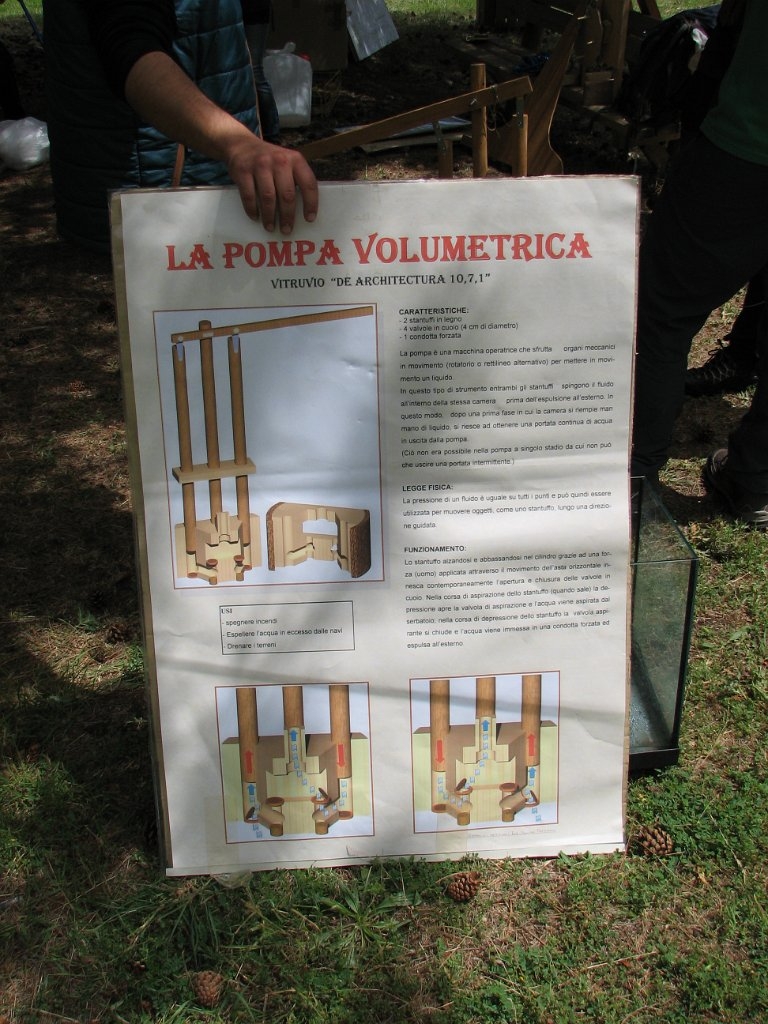 LA POMPA VOLUMETRICA
VITRUVIO "DE ARCHITECTURA 10,7,1"
CARATTERISTICHE:
- 2 stantuffi in legno
- 4 valvole in cuoio (4 cm di diametro)
- 1 condotta forzata
La pompa è una macchina operatrice che sfrutta organi meccanici
in movimento (rotatorio o rettilineo alternativo) per mettere in movi-
mento un liquido.
In questo tipo di strumento entrambi gli stantuffi spingono il fluido
all'interno della stessa camera prima dell'espulsione all'esterno. In
questo modo, dopo una prima fase in cui la camera si riempie man
mano di liquido, si riesce ad ottenere una portata continua di acqua
in uscita dalla pompa.
(Ciò non era possibile nella pompa a singolo stadio da cui non può
che uscire una portata intermittente.)
LEGGE FISICA:
La pressione di un fluido è uguale su tutti i punti e può quindi essere
utilizzata per muovere oggetti, come uno stantuffo, lungo una direzio-
ne guidata.
FUNZIONAMENTO:
Lo stantuffo alzandosi e abbassandosi nel cilindro grazie ad una for-
za (uomo) applicata attraverso il movimento dell'asta orizzontale in-
nesca contemporaneamente l'apertura e chiusura delle valvole in
cuoio. Nella corsa di aspirazione dello stantuffo (quando sale) la de-
pressione apre la valvola di aspirazione e l'acqua viene aspirata dal
serbatoio; nella corsa di depressione dello stantuffo la valvola aspi-
rante si chiude e l'acqua viene immessa in una condotta forzata ed
espulsa all'esterno.
USI
- spegnere incendi
- Espellere l'acqua in eccesso dalle navi
- Drenare i terreni